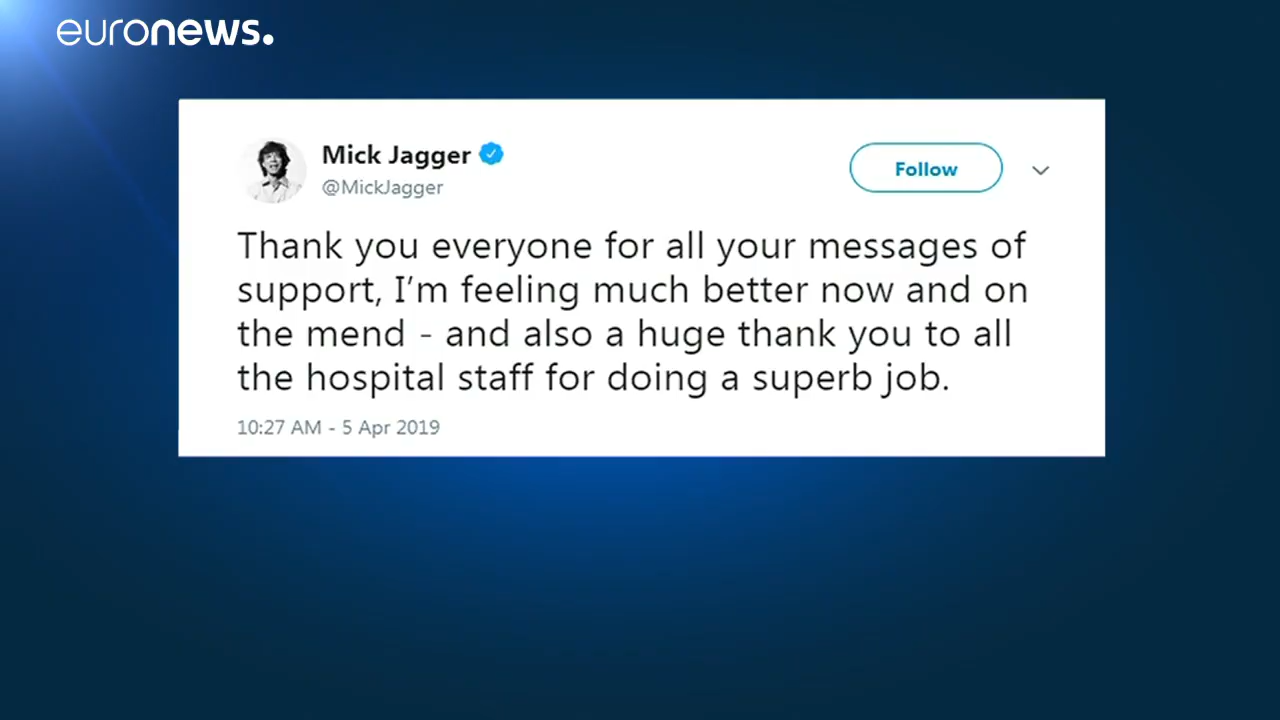 euronews.
Mick Jagger
@MickJagger
Follow
Thank you everyone for all your messages of
support, I’m feeling much better now and on
the mend - and also a huge thank you to all
the hospital staff for doing a superb job.
10:27 AM - 5 Apr 2019